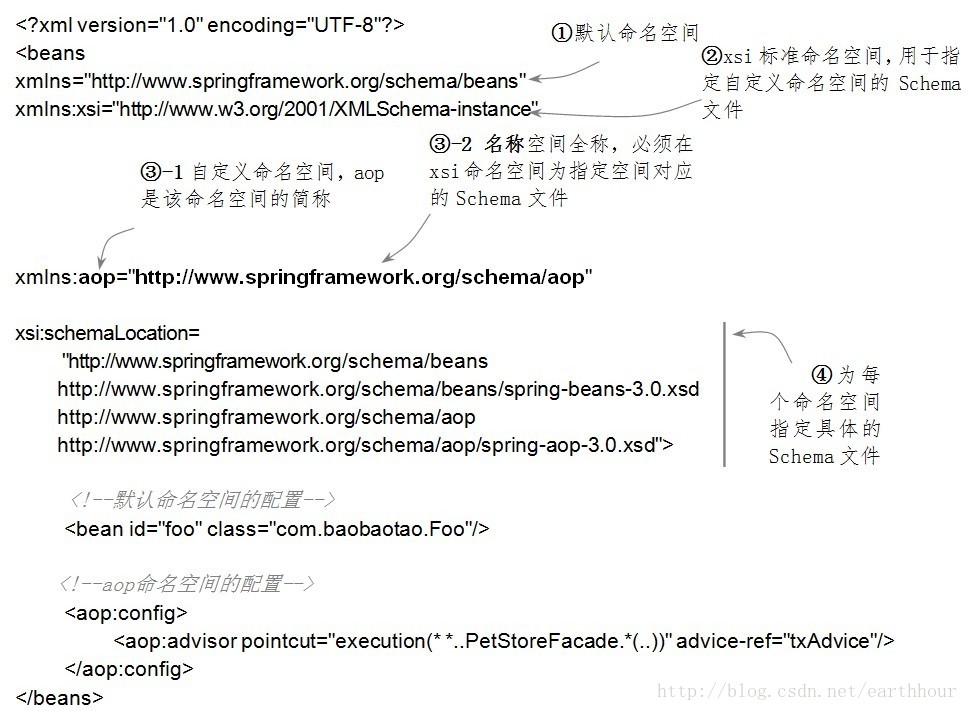 <?xml version="1.0" encoding="UTF-8"?>
<beans
①默认命名空间
xmlns="http://www.springframework.org/schema/beans"
②xsi 标准命名空间，用于指
定自定义命名空间的 Schema
文件
xmlns:xsi="http://www.w3.org/2001/XMLSchema-instance"
③-1 自定义命名空间，aop
是该命名空间的简称
③-2 名称空间全称，必须在
xsi 命名空间为指定空间对应
的 Schema 文件
xmlns:aop="http://www.springframework.org/schema/aop"
xsi:schemaLocation=
"http://www.springframework.org/schema/beans
http://www.springframework.org/schema/beans/spring-beans-3.0.xsd
http://www.springframework.org/schema/aop
http://www.springframework.org/schema/aop/spring-aop-3.0.xsd">
④为每
个命名空间
指定具体的
Schema 文件
<!--默认命名空间的配置-->
<bean id="foo" class="com.baobaotao.Foo"/>
<!--aop命名空间的配置-->
<aop:config>
<aop:advisor pointcut="execution(* *..PetStoreFacade.*(..))" advice-ref="txAdvice"/>
</aop:config>
</beans>
http://blog.csdn.net/earthhour